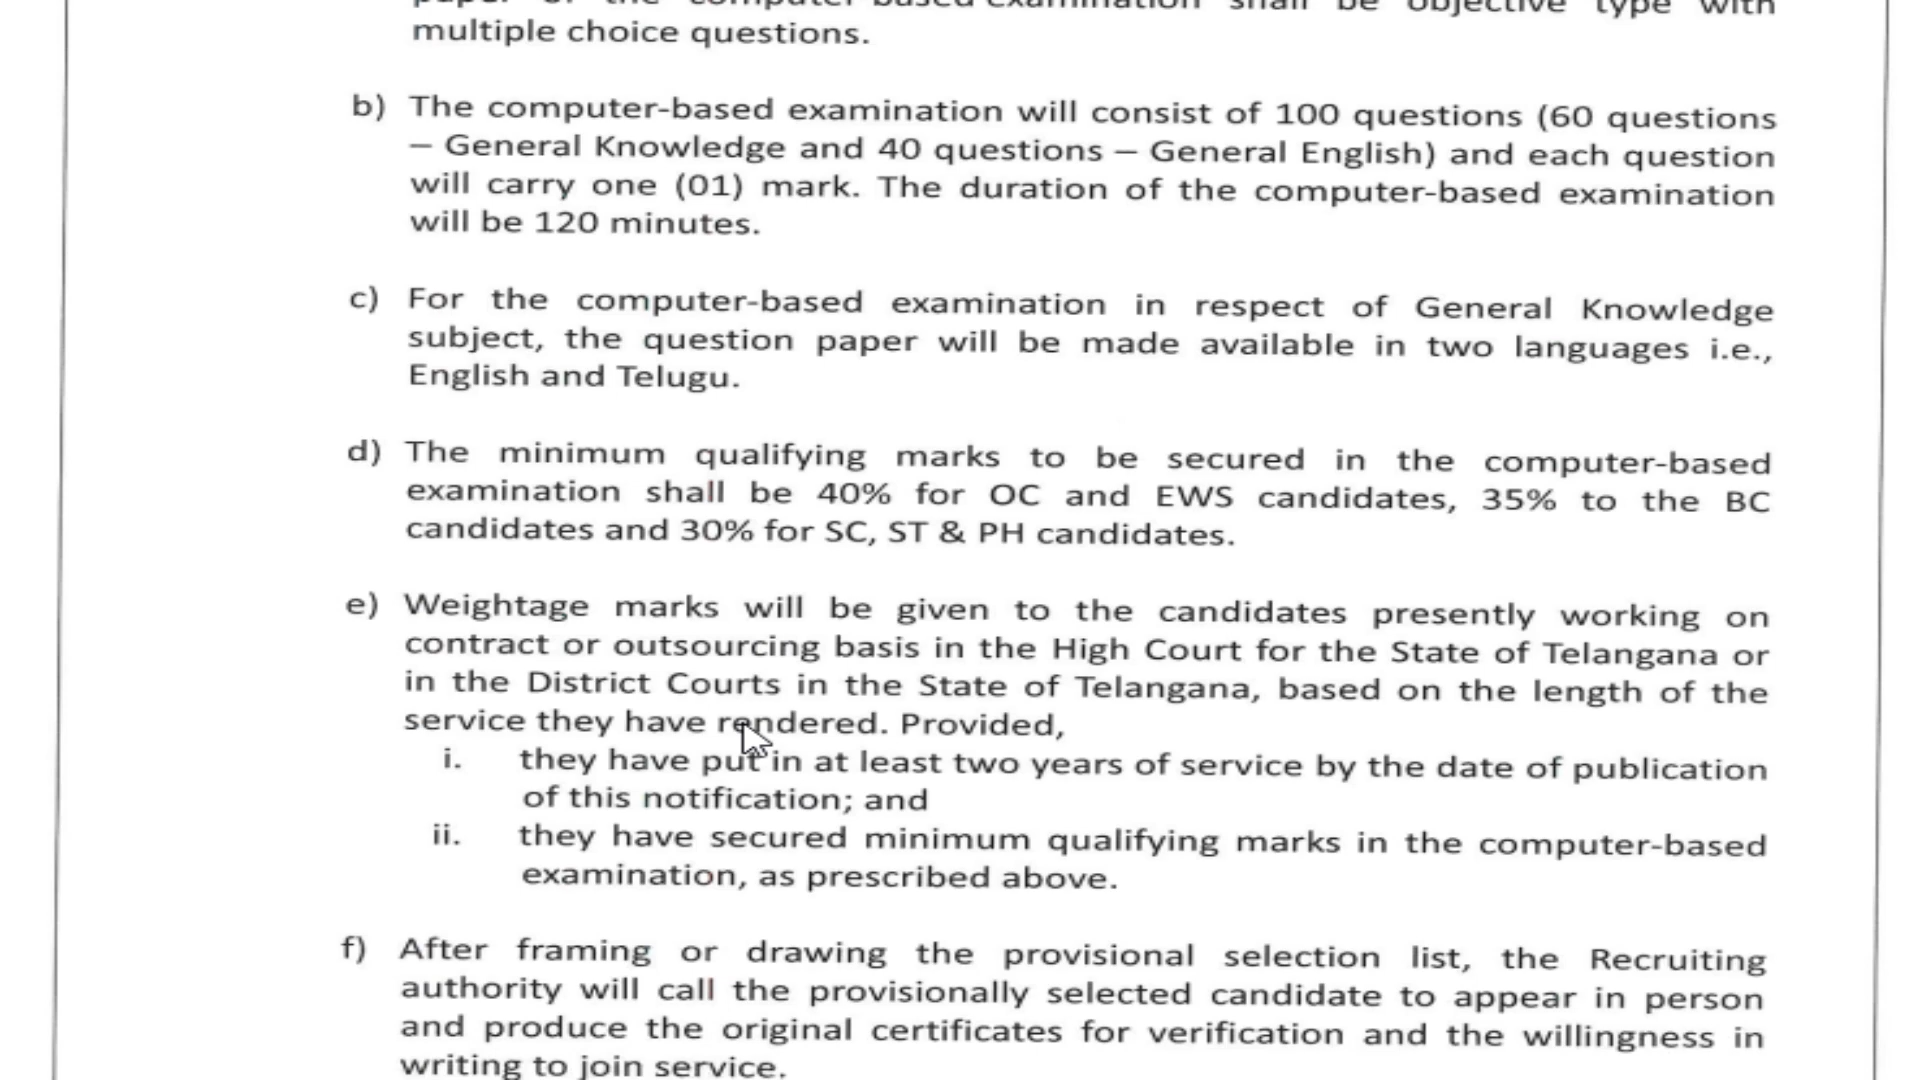 paper of the computer-based examination shall be objective type with
multiple choice questions.
b) The computer-based examination will consist of 100 questions (60 questions
– General Knowledge and 40 questions – General English) and each question
will carry one (01) mark. The duration of the computer-based examination
will be 120 minutes.
c) For the computer-based examination in respect of General Knowledge
subject, the question paper will be made available in two languages i.e.,
English and Telugu.
d) The minimum qualifying marks to be secured in the computer-based
examination shall be 40% for OC and EWS candidates, 35% to the BC
candidates and 30% for SC, ST & PH candidates.
e) Weightage marks will be given to the candidates presently working on
contract or outsourcing basis in the High Court for the State of Telangana or
in the District Courts in the State of Telangana, based on the length of the
service they have rendered. Provided,
i. they have put in at least two years of service by the date of publication
of this notification; and
ii. they have secured minimum qualifying marks in the computer-based
examination, as prescribed above.
f) After framing or drawing the provisional selection list, the Recruiting
authority will call the provisionally selected candidate to appear in person
and produce the original certificates for verification and the willingness in
writing to join service.